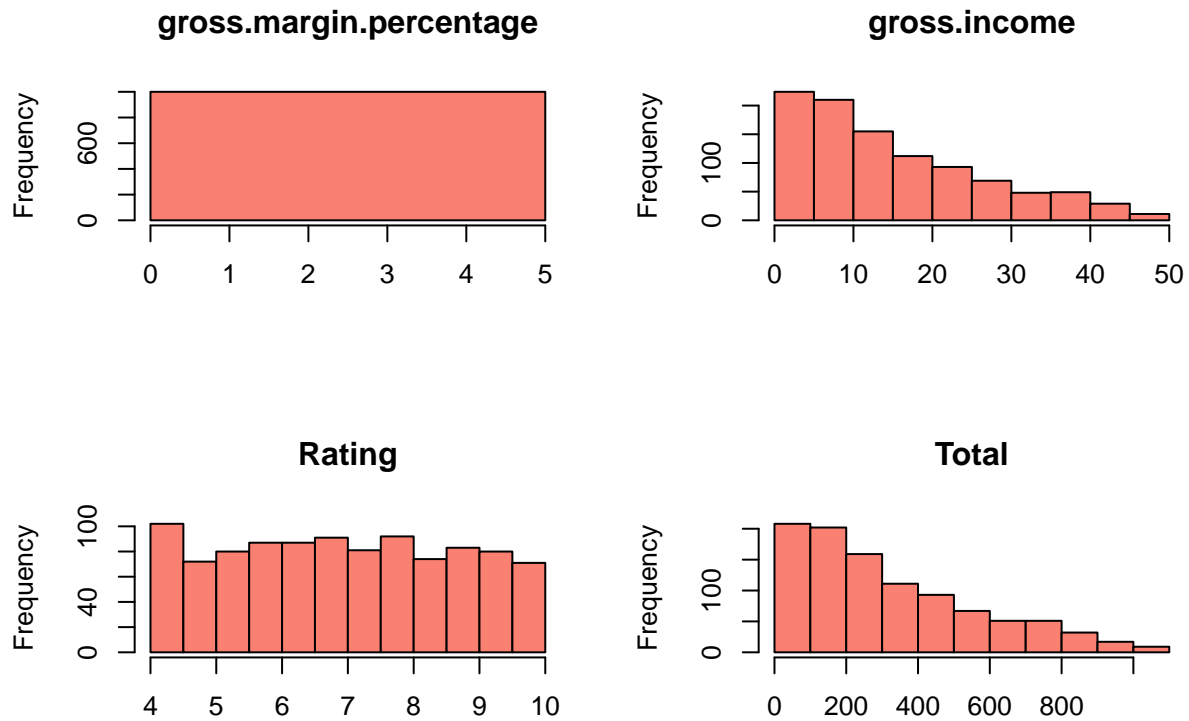 gross.margin.percentage
Frequency
0 600
0 1 2 3 4 5
gross.income
Frequency
0 100
0 10 20 30 40 50
Rating
Frequency
0 40 100
4 5 6 7 8 9 10
Total
Frequency
0 100
0 200 400 600 800